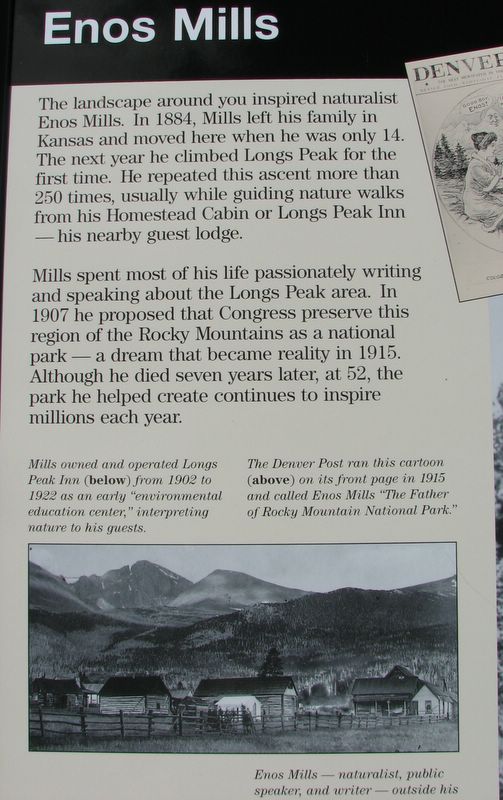 Enos Mills
The landscape around you inspired naturalist
Enos Mills. In 1884, Mills left his family in
Kansas and moved here when he was only 14.
The next year he climbed Longs Peak for the
first time. He repeated this ascent more than
250 times, usually while guiding nature walks
from his Homestead Cabin or Longs Peak Inn
— his nearby guest lodge.
Mills spent most of his life passionately writing
and speaking about the Longs Peak area. In
1907 he proposed that Congress preserve this
region of the Rocky Mountains as a national
park — a dream that became reality in 1915.
Although he died seven years later, at 52, the
park he helped create continues to inspire
millions each year.
DENVER
Mills owned and operated Longs
Peak Inn (below) from 1902 to
1922 as an early “environmental
education center,” interpreting
nature to his guests.
The Denver Post ran this cartoon
(above) on its front page in 1915
and called Enos Mills “The Father
of Rocky Mountain National Park.”
Enos Mills — naturalist, public
speaker, and writer — outside his